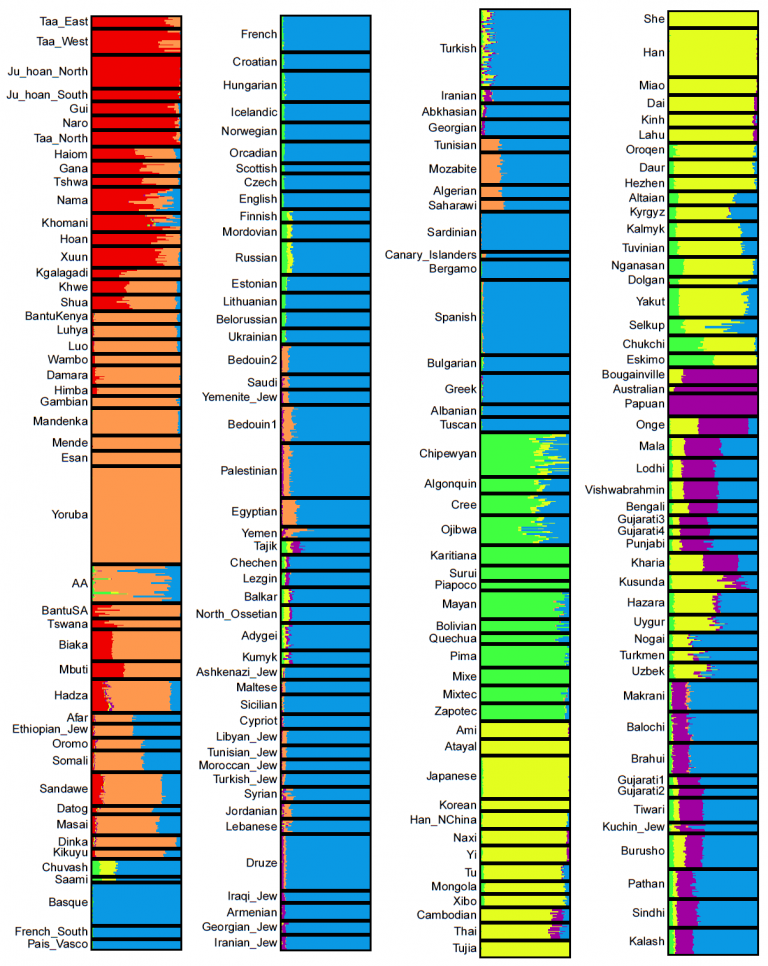 Taa_East
Taa_West
Ju_hoan_North
Ju_hoan_South
Gui
Naro
Taa_North
Haiom
Gana
Tshwa
Nama
Khomani
Hoan
Xuun
Kgalagadi
Khwe
Shua
BantuKenya
Luhya
Luo
Wambo
Damara
Himba
Gambian
Mandenka
Mende
Esan
Yoruba
AA
BantuSA
Tswana
Biaka
Mbuti
Hadza
Afar
Ethiopian_Jew
Oromo
Somali
Sandawe
Datog
Masai
Dinka
Kikuyu
Chuvash
Saami
Basque
French_South
Pais_Vasco
French
Croatian
Hungarian
Icelandic
Norwegian
Orcadian
Scottish
Czech
English
Finnish
Mordovian
Russian
Estonian
Lithuanian
Belorussian
Ukrainian
Bedouin2
Saudi
Yemenite_Jew
Bedouin1
Palestinian
Egyptian
Yemen
Tajik
Chechen
Lezgin
Balkar
North_Ossetian
Adygei
Kumyk
Ashkenazi_Jew
Maltese
Sicilian
Cypriot
Libyan_Jew
Tunisian_Jew
Moroccan_Jew
Turkish_Jew
Syrian
Jordanian
Lebanese
Druze
Iraqi_Jew
Armenian
Georgian_Jew
Iranian_Jew
Turkish
Iranian
Abkhasian
Georgian
Tunisian
Mozabite
Algerian
Saharawi
Sardinian
Canary_Islanders
Bergamo
Spanish
Bulgarian
Greek
Albanian
Tuscan
Chipewyan
Algonquin
Cree
Ojibwa
Karitiana
Surui
Piapoco
Mayan
Bolivian
Quechua
Pima
Mixe
Mixtec
Zapotec
Ami
Atayal
Japanese
Korean
Han_NChina
Naxi
Yi
Tu
Mongola
Xibo
Cambodian
Thai
Tujia
She
Han
Miao
Dai
Kinh
Lahu
Oroqen
Daur
Hezhen
Altaian
Kyrgyz
Kalmyk
Tuvinian
Nganasan
Dolgan
Yakut
Selkup
Chukchi
Eskimo
Bougainville
Australian
Papuan
Onge
Mala
Lodhi
Vishwabrahmin
Bengali
Gujarati3
Gujarati4
Punjabi
Kharia
Kusunda
Hazara
Uygur
Nogai
Turkmen
Uzbek
Makrani
Balochi
Brahui
Gujarati1
Gujarati2
Tiwari
Kuchin_Jew
Burusho
Pathan
Sindhi
Kalash